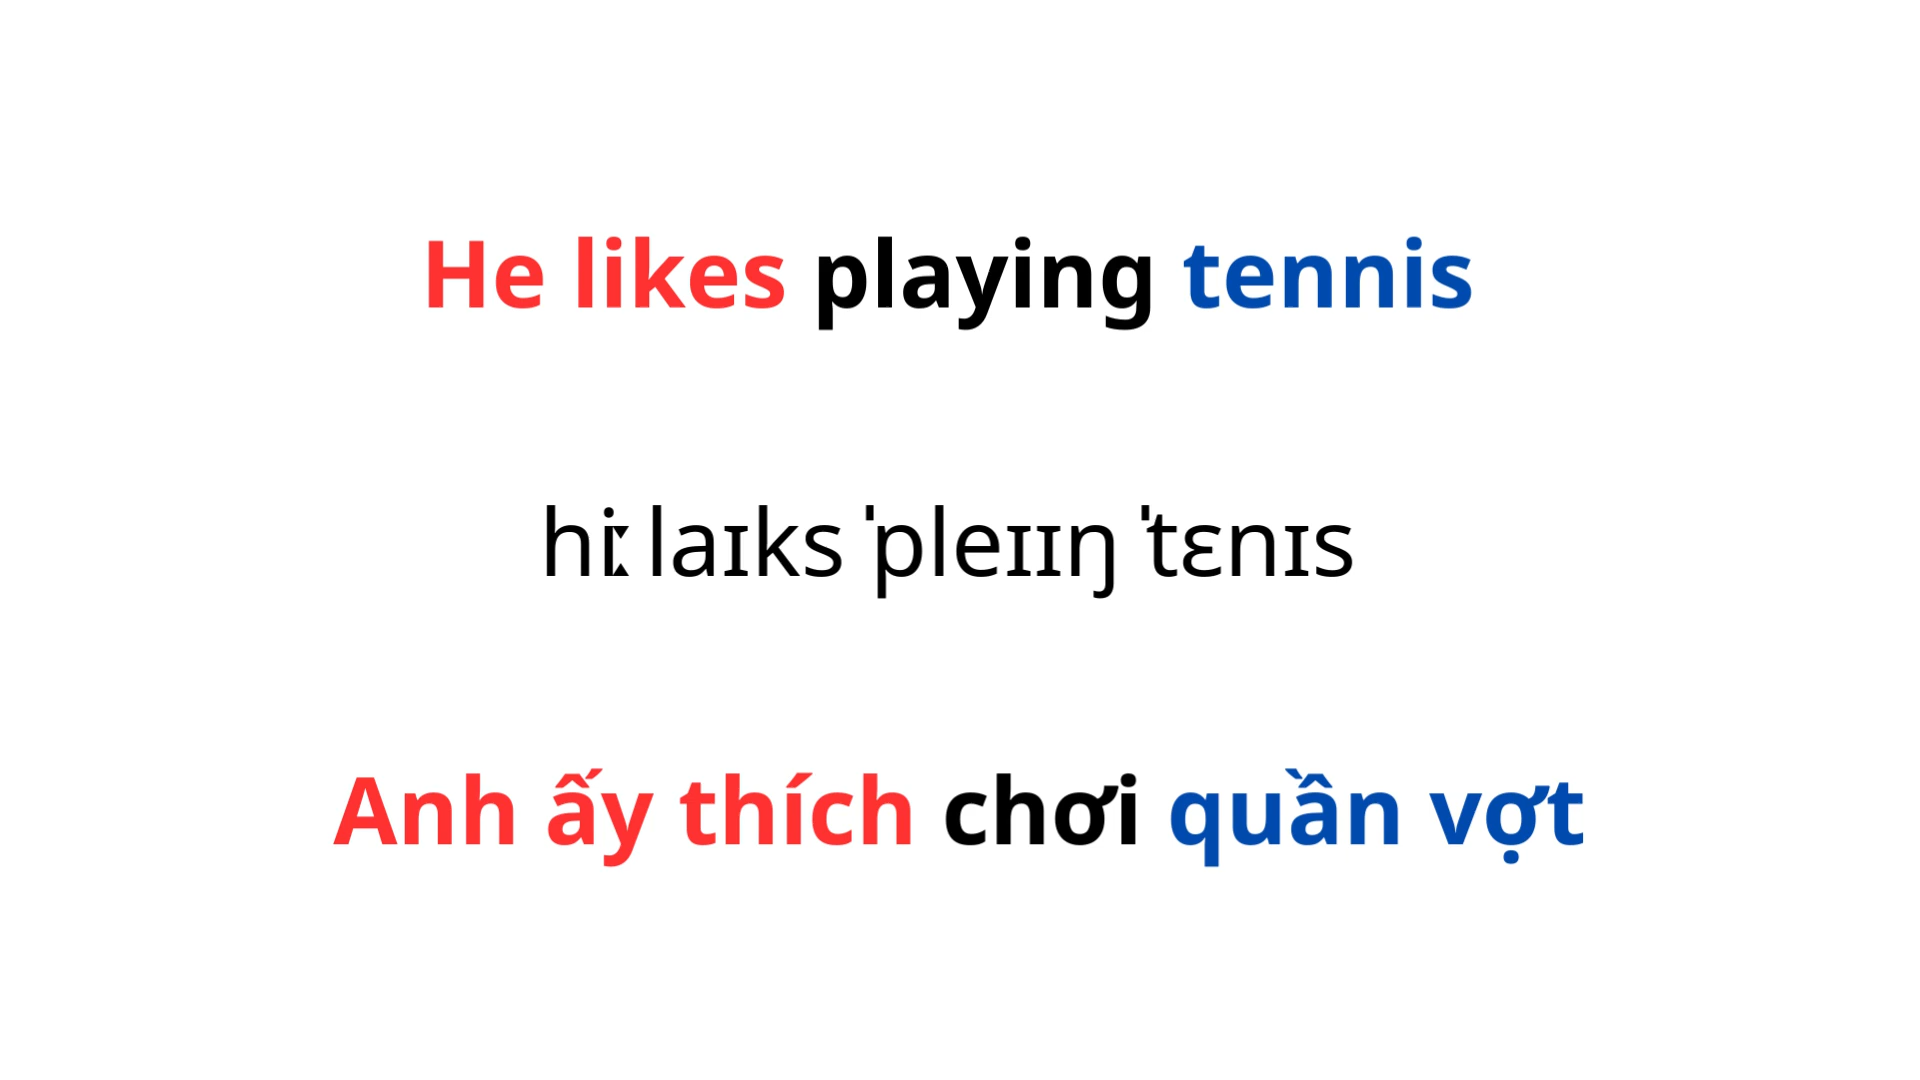 He likes playing tennis
hiː laɪks ˈpleɪɪŋ ˈtɛnɪs
Anh ấy thích chơi quần vợt